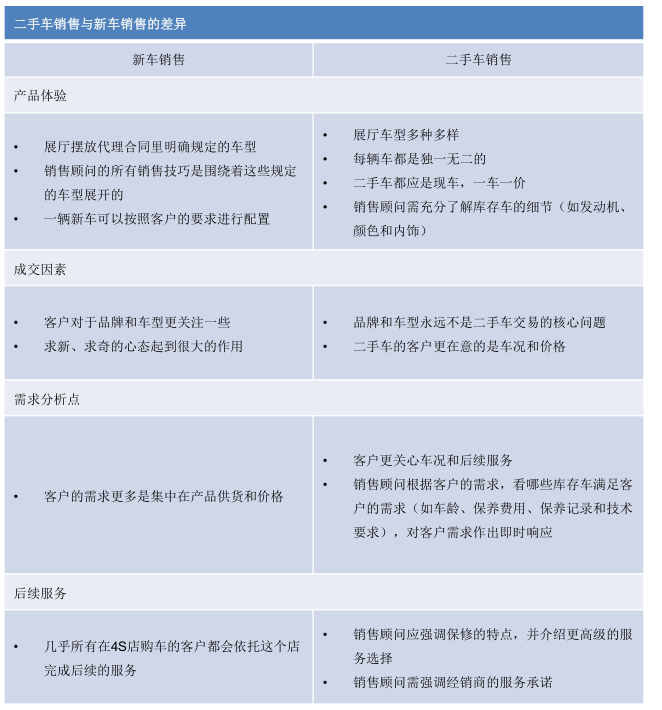 二手车销售与新车销售的差异
新车销售
二手车销售
产品体验
• 展厅摆放代理合同里明确规定的车型
• 销售顾问的所有销售技巧是围绕着这些规定
的车型展开的
• 一辆新车可以按照客户的要求进行配置
• 展厅车型多种多样
• 每辆车都是独一无二的
• 二手车都应是现车，一车一价
• 销售顾问需充分了解库存车的细节（如发动机、
颜色和内饰）
成交因素
• 客户对于品牌和车型更关注一些
• 求新、求奇的心态起到很大的作用
• 品牌和车型永远不是二手车交易的核心问题
• 二手车的客户更在意的是车况和价格
需求分析点
• 客户的需求更多是集中在产品供货和价格
• 客户更关心车况和后续服务
• 销售顾问根据客户的需求，看哪些库存车满足客
户的需求（如车龄、保养费用、保养记录和技术
要求），对客户需求作出即时响应
后续服务
• 几乎所有在4S店购车的客户都会依托这个店
完成后续的服务
• 销售顾问应强调保修的特点，并介绍更高级的服
务选择
• 销售顾问需强调经销商的服务承诺